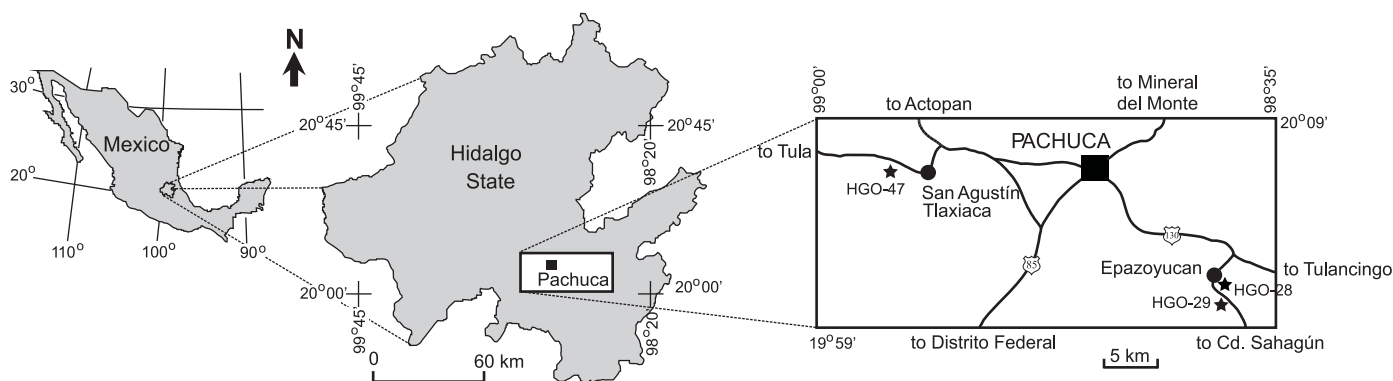 30°
20°
110°
100°
90°
Mexico
N
99°45'
20°45'
20°45'
98°20'
Hidalgo
State
Pachuca
20°00'
20°00'
99°45'
98°20'
0
60 km
99°00'
98°35'
20°09'
19°59'
to Actopan
to Mineral
del Monte
to Tula
PACHUCA
HGO-47
San Agustín
Tlaxiaca
130
85
Epazoyucan
to Tulancingo
HGO-28
HGO-29
to Distrito Federal
to Cd. Sahagún
5 km